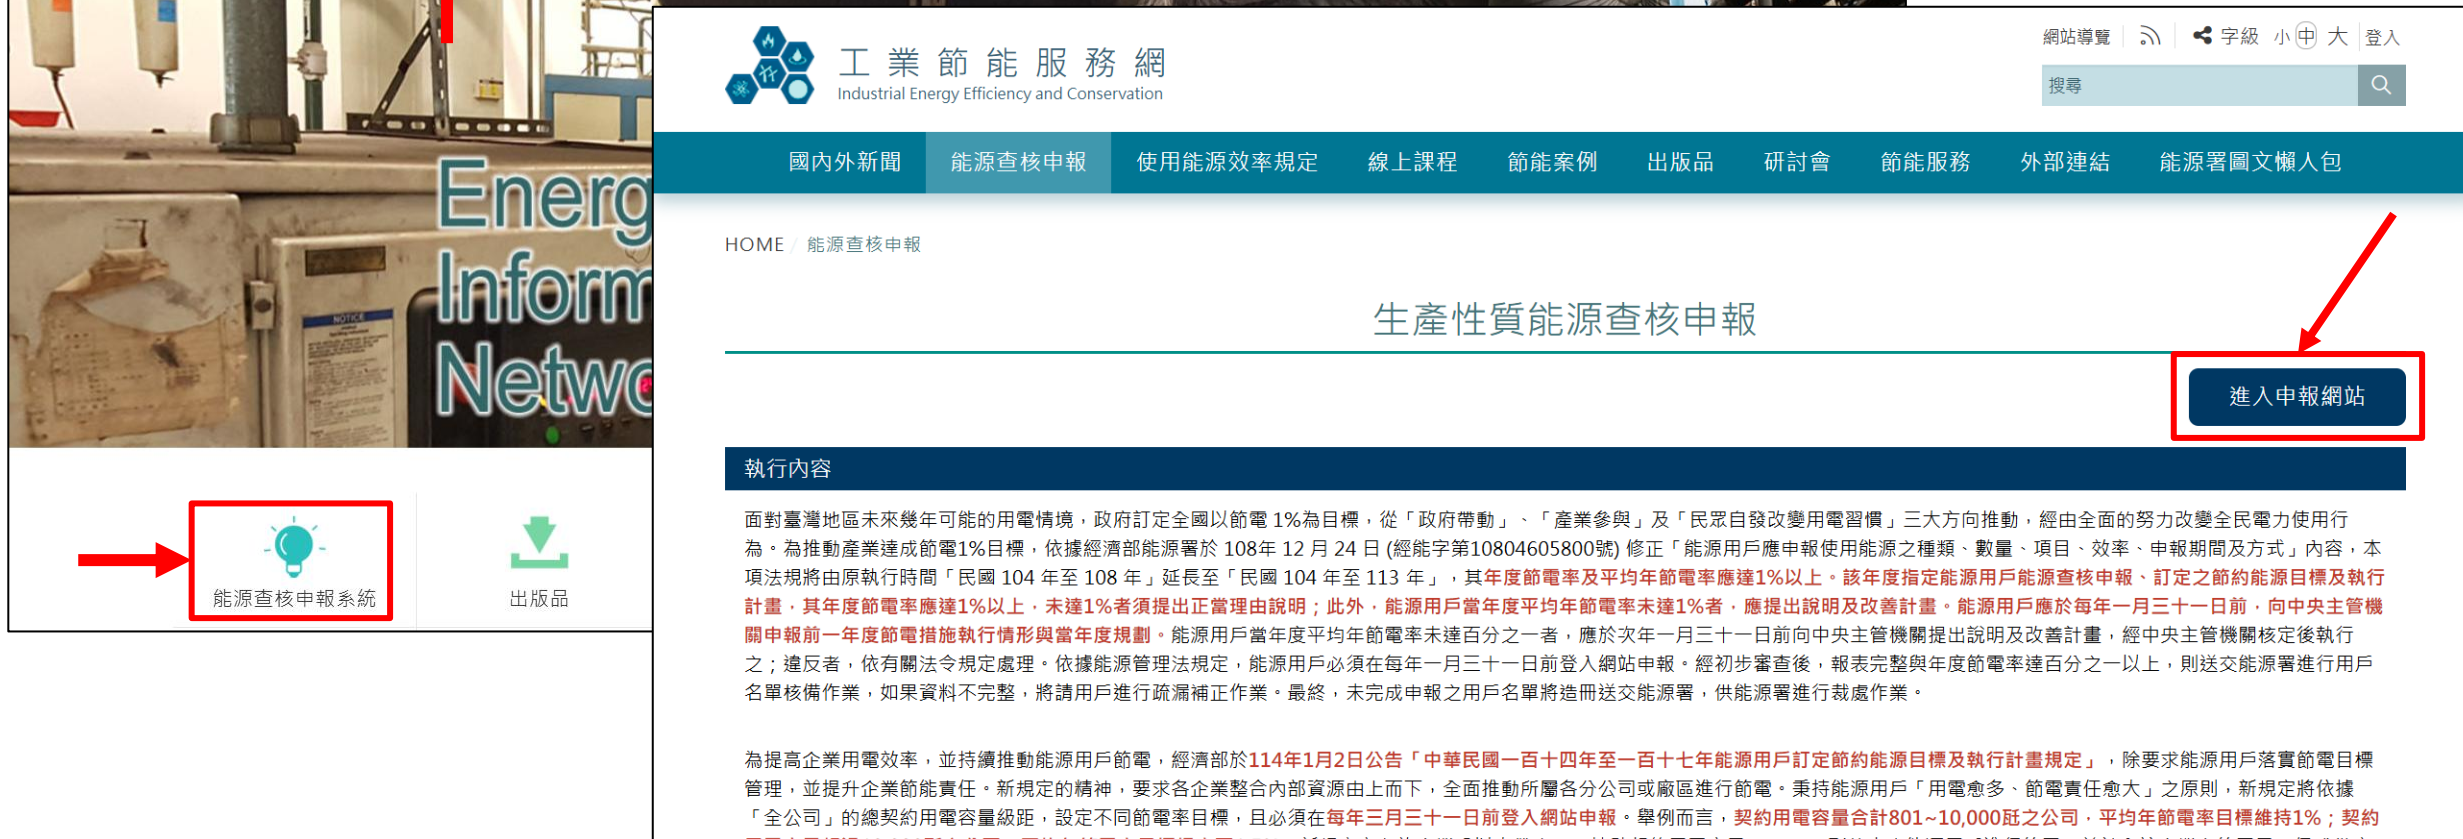 Energ
Inform
Netwo
NOTICE
能源查核申報系統
出版品
工業節能服務網
Industrial Energy Efficiency and Conservation
網站導覽 字級 小 中 大 登入
搜尋
國內外新聞 能源查核申報 使用能源效率規定 線上課程 節能案例 出版品 研討會 節能服務 外部連結 能源署圖文懶人包
HOME / 能源查核申報
生產性質能源查核申報
進入申報網站
執行內容
面對臺灣地區未來幾年可能的用電情境，政府訂定全國以節電 1%為目標，從「政府帶動」、「產業參與」及「民眾自發改變用電習慣」三大方向推動，經由全面的努力改變全民電力使用行
為。為推動產業達成節電1%目標，依據經濟部能源署於 108年 12 月 24 日 (經能字第10804605800號) 修正「能源用戶應申報使用能源之種類、數量、項目、效率、申報期間及方式」內容，本
項法規將由原執行時間「民國 104 年至 108 年」延長至「民國 104 年至 113 年」，其年度節電率及平均年節電率應達1%以上。該年度指定能源用戶能源查核申報、訂定之節約能源目標及執行
計畫，其年度節電率應達1%以上，未達1%者須提出正當理由說明；此外，能源用戶當年度平均年節電率未達1%者，應提出說明及改善計畫。能源用戶應於每年一月三十一日前，向中央主管機
關申報前一年度節電措施執行情形與當年度規劃。能源用戶當年度平均年節電率未達百分之一者，應於次年一月三十一日前向中央主管機關提出說明及改善計畫，經中央主管機關核定後執行
之；違反者，依有關法令規定處理。依據能源管理法規定，能源用戶必須在每年一月三十一日前登入網站申報。經初步審查後，報表完整與年度節電率達百分之一以上，則送交能源署進行用戶
名單核備作業，如果資料不完整，將請用戶進行疏漏補正作業。最終，未完成申報之用戶名單將造冊送交能源署，供能源署進行裁處作業。
為提高企業用電效率，並持續推動能源用戶節電，經濟部於114年1月2日公告「中華民國一百十四年至一百十七年能源用戶訂定節約能源目標及執行計畫規定」，除要求能源用戶落實節電目標
管理，並提升企業節能責任。新規定的精神，要求各企業整合內部資源由上而下，全面推動所屬各分公司或廠區進行節電。秉持能源用戶「用電愈多、節電責任愈大」之原則，新規定將依據
「全公司」的總契約用電容量級距，設定不同節電率目標，且必須在每年三月三十一日前登入網站申報。舉例而言，契約用電容量合計801~10,000瓩之公司，平均年節電率目標維持1%；契約